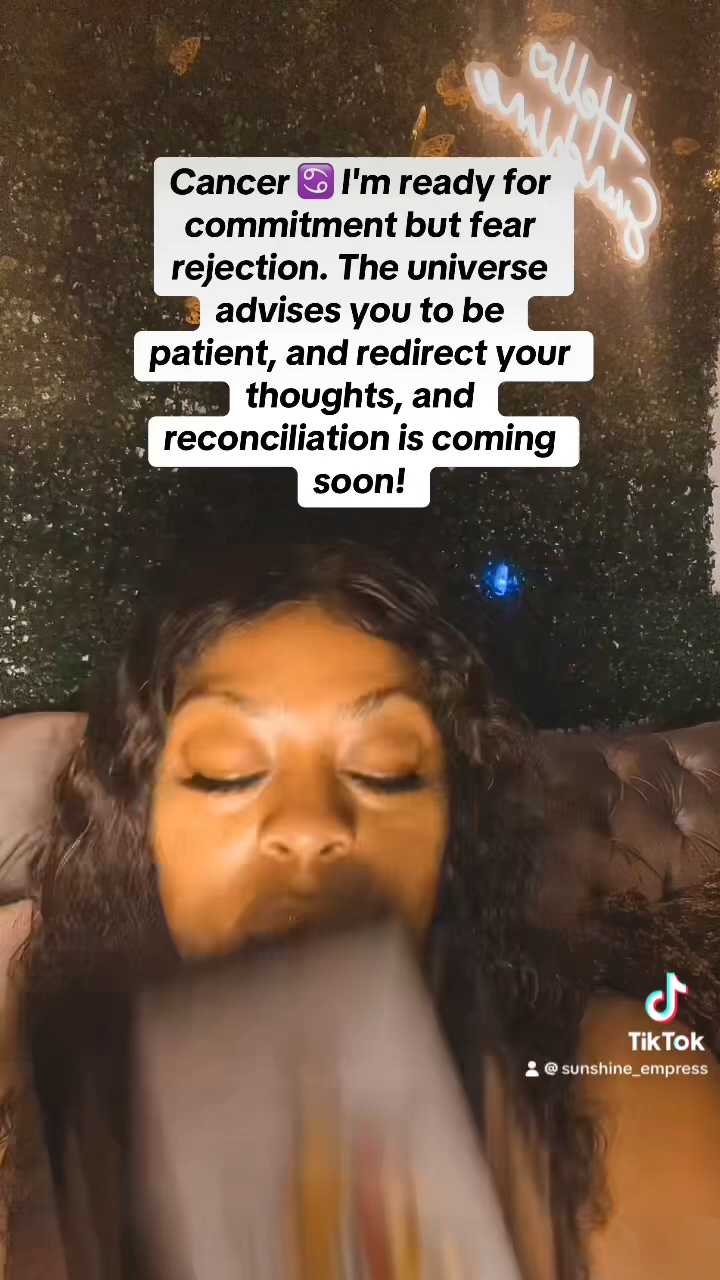 Hello
Sunshine
Cancer ♋ I'm ready for
commitment but fear
rejection. The universe
advises you to be
patient, and redirect your
thoughts, and
reconciliation is coming
soon!
TikTok
@ sunshine_empress